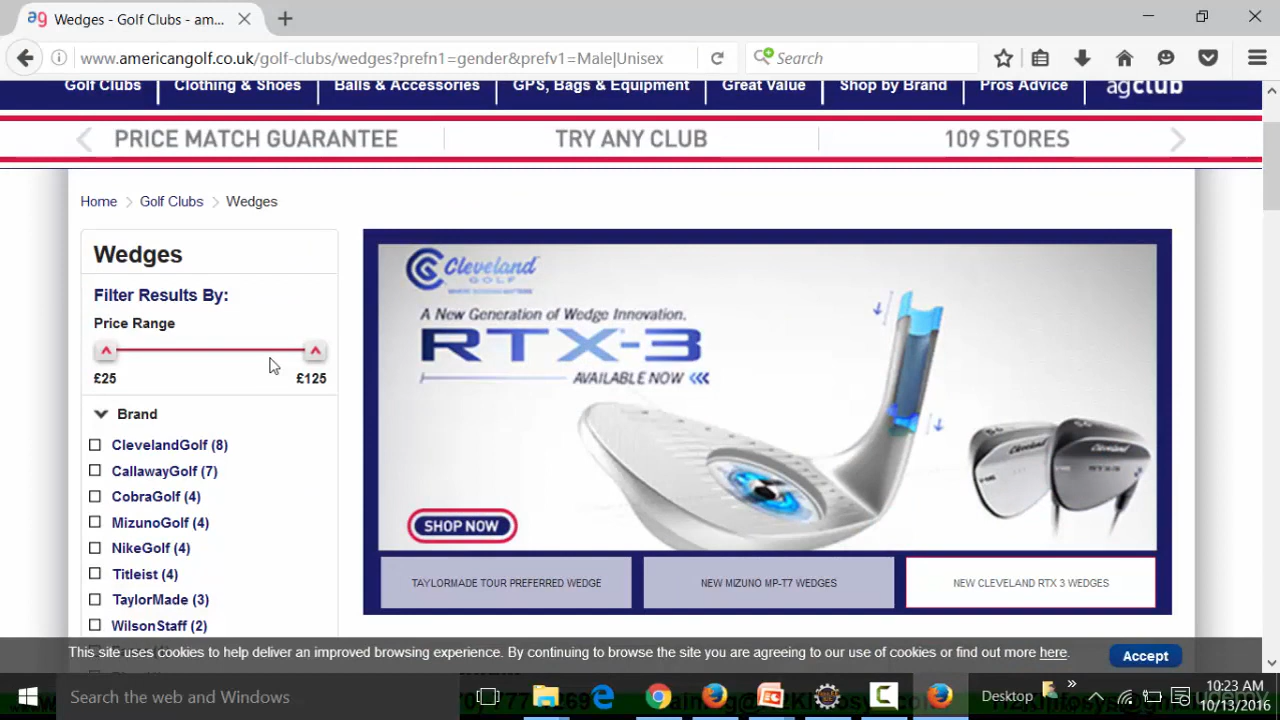 ag Wedges - Golf Clubs - am...
www.americangolf.co.uk/golf-clubs/wedges?prefn1=gender&prefv1=Male|Unisex
Search
Golf Clubs
Clothing & Shoes
Balls & Accessories
GPS, Bags & Equipment
Great Value
Shop by Brand
Pros Advice
agclub
PRICE MATCH GUARANTEE
TRY ANY CLUB
109 STORES
Home > Golf Clubs > Wedges
Wedges
Filter Results By:
Price Range
£25 £125
Brand
ClevelandGolf (8)
CallawayGolf (7)
CobraGolf (4)
MizunoGolf (4)
NikeGolf (4)
Titleist (4)
TaylorMade (3)
WilsonStaff (2)
Cleveland
GOLF
A New Generation of Wedge Innovation.
RTX-3
AVAILABLE NOW
SHOP NOW
Cleveland
Cleveland
RTX-3
TAYLORMADE TOUR PREFERRED WEDGE
NEW MIZUNO MP-T7 WEDGES
NEW CLEVELAND RTX 3 WEDGES
This site uses cookies to help deliver an improved browsing experience. By continuing to browse the site you are agreeing to our use of cookies or find out more here.
Accept
Search the web and Windows
Desktop
10:23 AM
10/13/2016
udemy